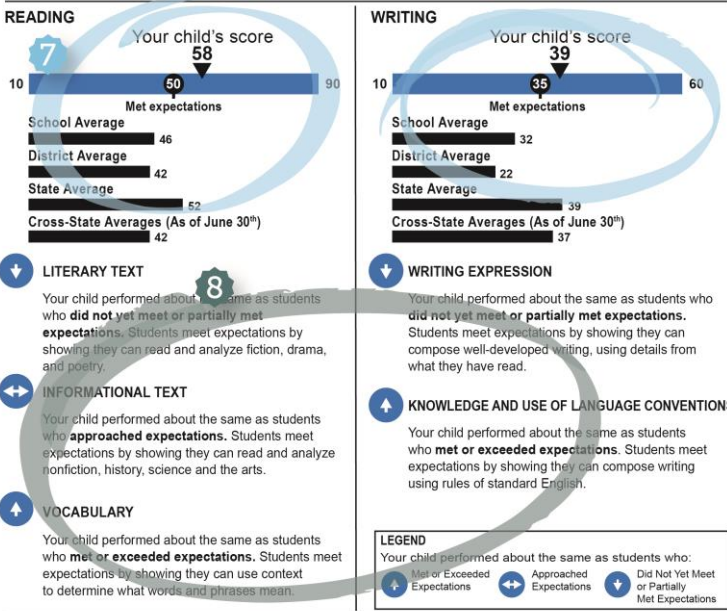 READING
7
Your child's score
58
10
50
90
Met expectations
School Average
46
District Average
42
State Average
52
Cross-State Averages (As of June 30th)
42
LITERARY TEXT
8
Your child performed about same as students
who did not yet meet or partially met
expectations. Students meet expectations by
showing they can read and analyze fiction, drama,
and poetry.
INFORMATIONAL TEXT
Your child performed about the same as students
who approached expectations. Students meet
expectations by showing they can read and analyze
nonfiction, history, science and the arts.
VOCABULARY
Your child performed about the same as students
who met or exceeded expectations. Students meet
expectations by showing they can use context
to determine what words and phrases mean.
WRITING
Your child's score
39
10
35
60
Met expectations
School Average
32
District Average
22
State Average
39
Cross-State Averages (As of June 30th)
37
WRITING EXPRESSION
Your child performed about the same as students who
did not yet meet or partially met expectations.
Students meet expectations by showing they can
compose well-developed writing, using details from
what they have read.
KNOWLEDGE AND USE OF LANGUAGE CONVENTIONS
Your child performed about the same as students
who met or exceeded expectations. Students meet
expectations by showing they can compose writing
using rules of standard English.
LEGEND
Your child performed about the same as students who:
Met or Exceeded
Expectations
Approached
Expectations
Did Not Yet Meet
or Partially
Met Expectations